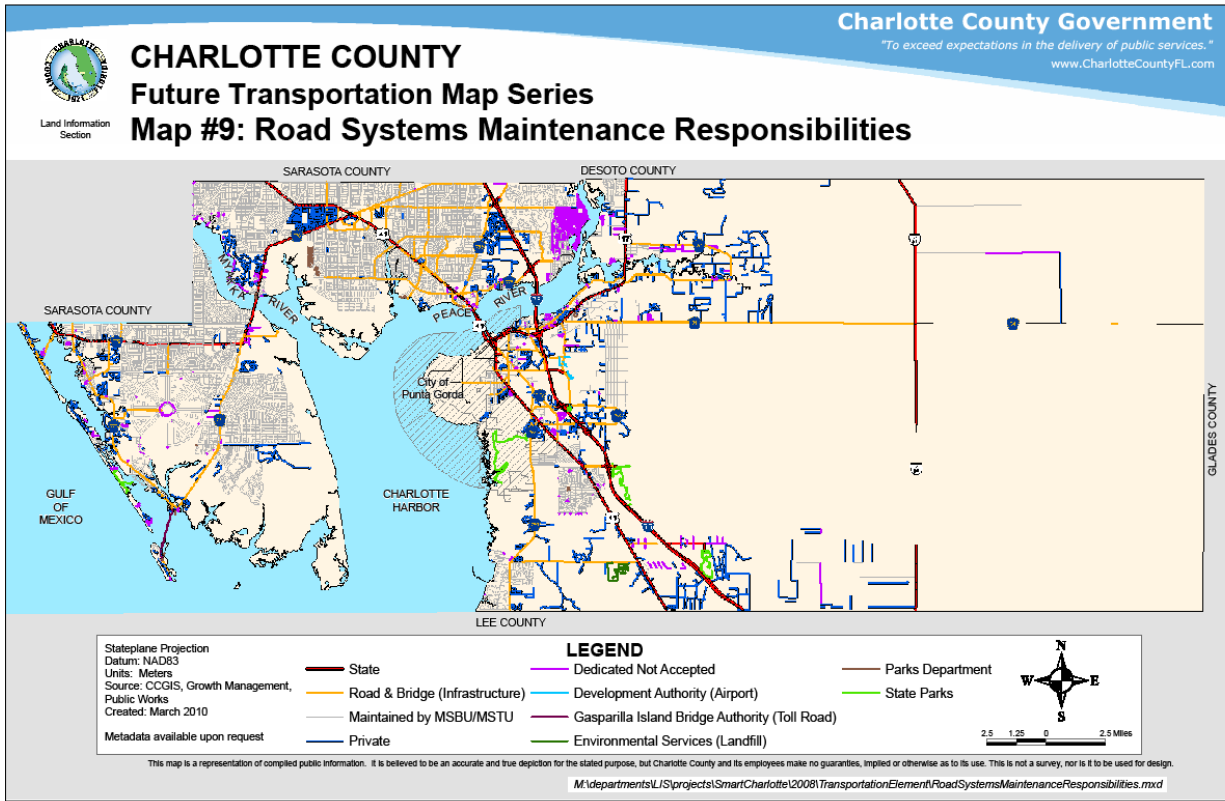 Charlotte County Government
"To exceed expectations in the delivery of public services."
www.CharlotteCountyFL.com
CHARLOTTE COUNTY
Future Transportation Map Series
Map #9: Road Systems Maintenance Responsibilities
Land Information
Section
SARASOTA COUNTY
DESOTO COUNTY
SARASOTA COUNTY
MYAKKA
RIVER
PEACE
RIVER
17
City of
Punta Gorda
GULF
OF
MEXICO
CHARLOTTE
HARBOR
GLADES COUNTY
LEE COUNTY
LEGEND
Stateplane Projection
Datum: NAD83
Units: Meters
Source: CCGIS, Growth Management,
Public Works
Created: March 2010
Metadata available upon request
State
Road & Bridge (Infrastructure)
Maintained by MSBU/MSTU
Private
Dedicated Not Accepted
Development Authority (Airport)
Gasparilla Island Bridge Authority (Toll Road)
Environmental Services (Landfill)
Parks Department
State Parks
N
W E
S
2.5 1.25 0 2.5 Miles
This map is a representation of compiled public information. It is believed to be an accurate and true depiction for the stated purpose, but Charlotte County and its employees make no guaranties, implied or otherwise as to its use. This is not a survey, nor is it to be used for design.
M:\departments\LIS\projects\SmartCharlotte\2008\TransportationElement\RoadSystemsMaintenanceResponsibilities.mxd